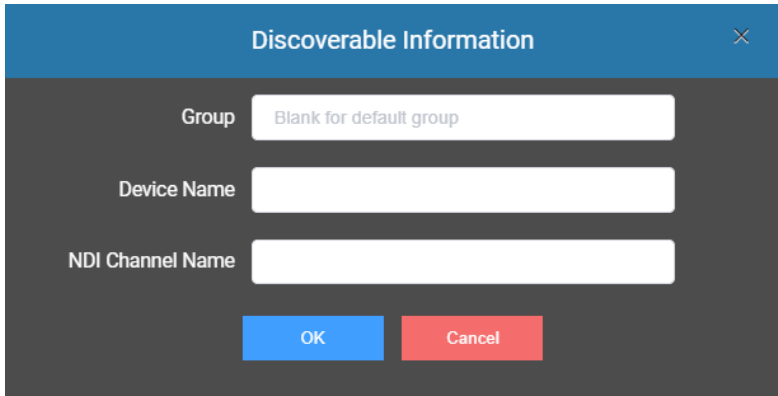 Discoverable Information
Group Blank for default group
Device Name
NDI Channel Name
OK Cancel